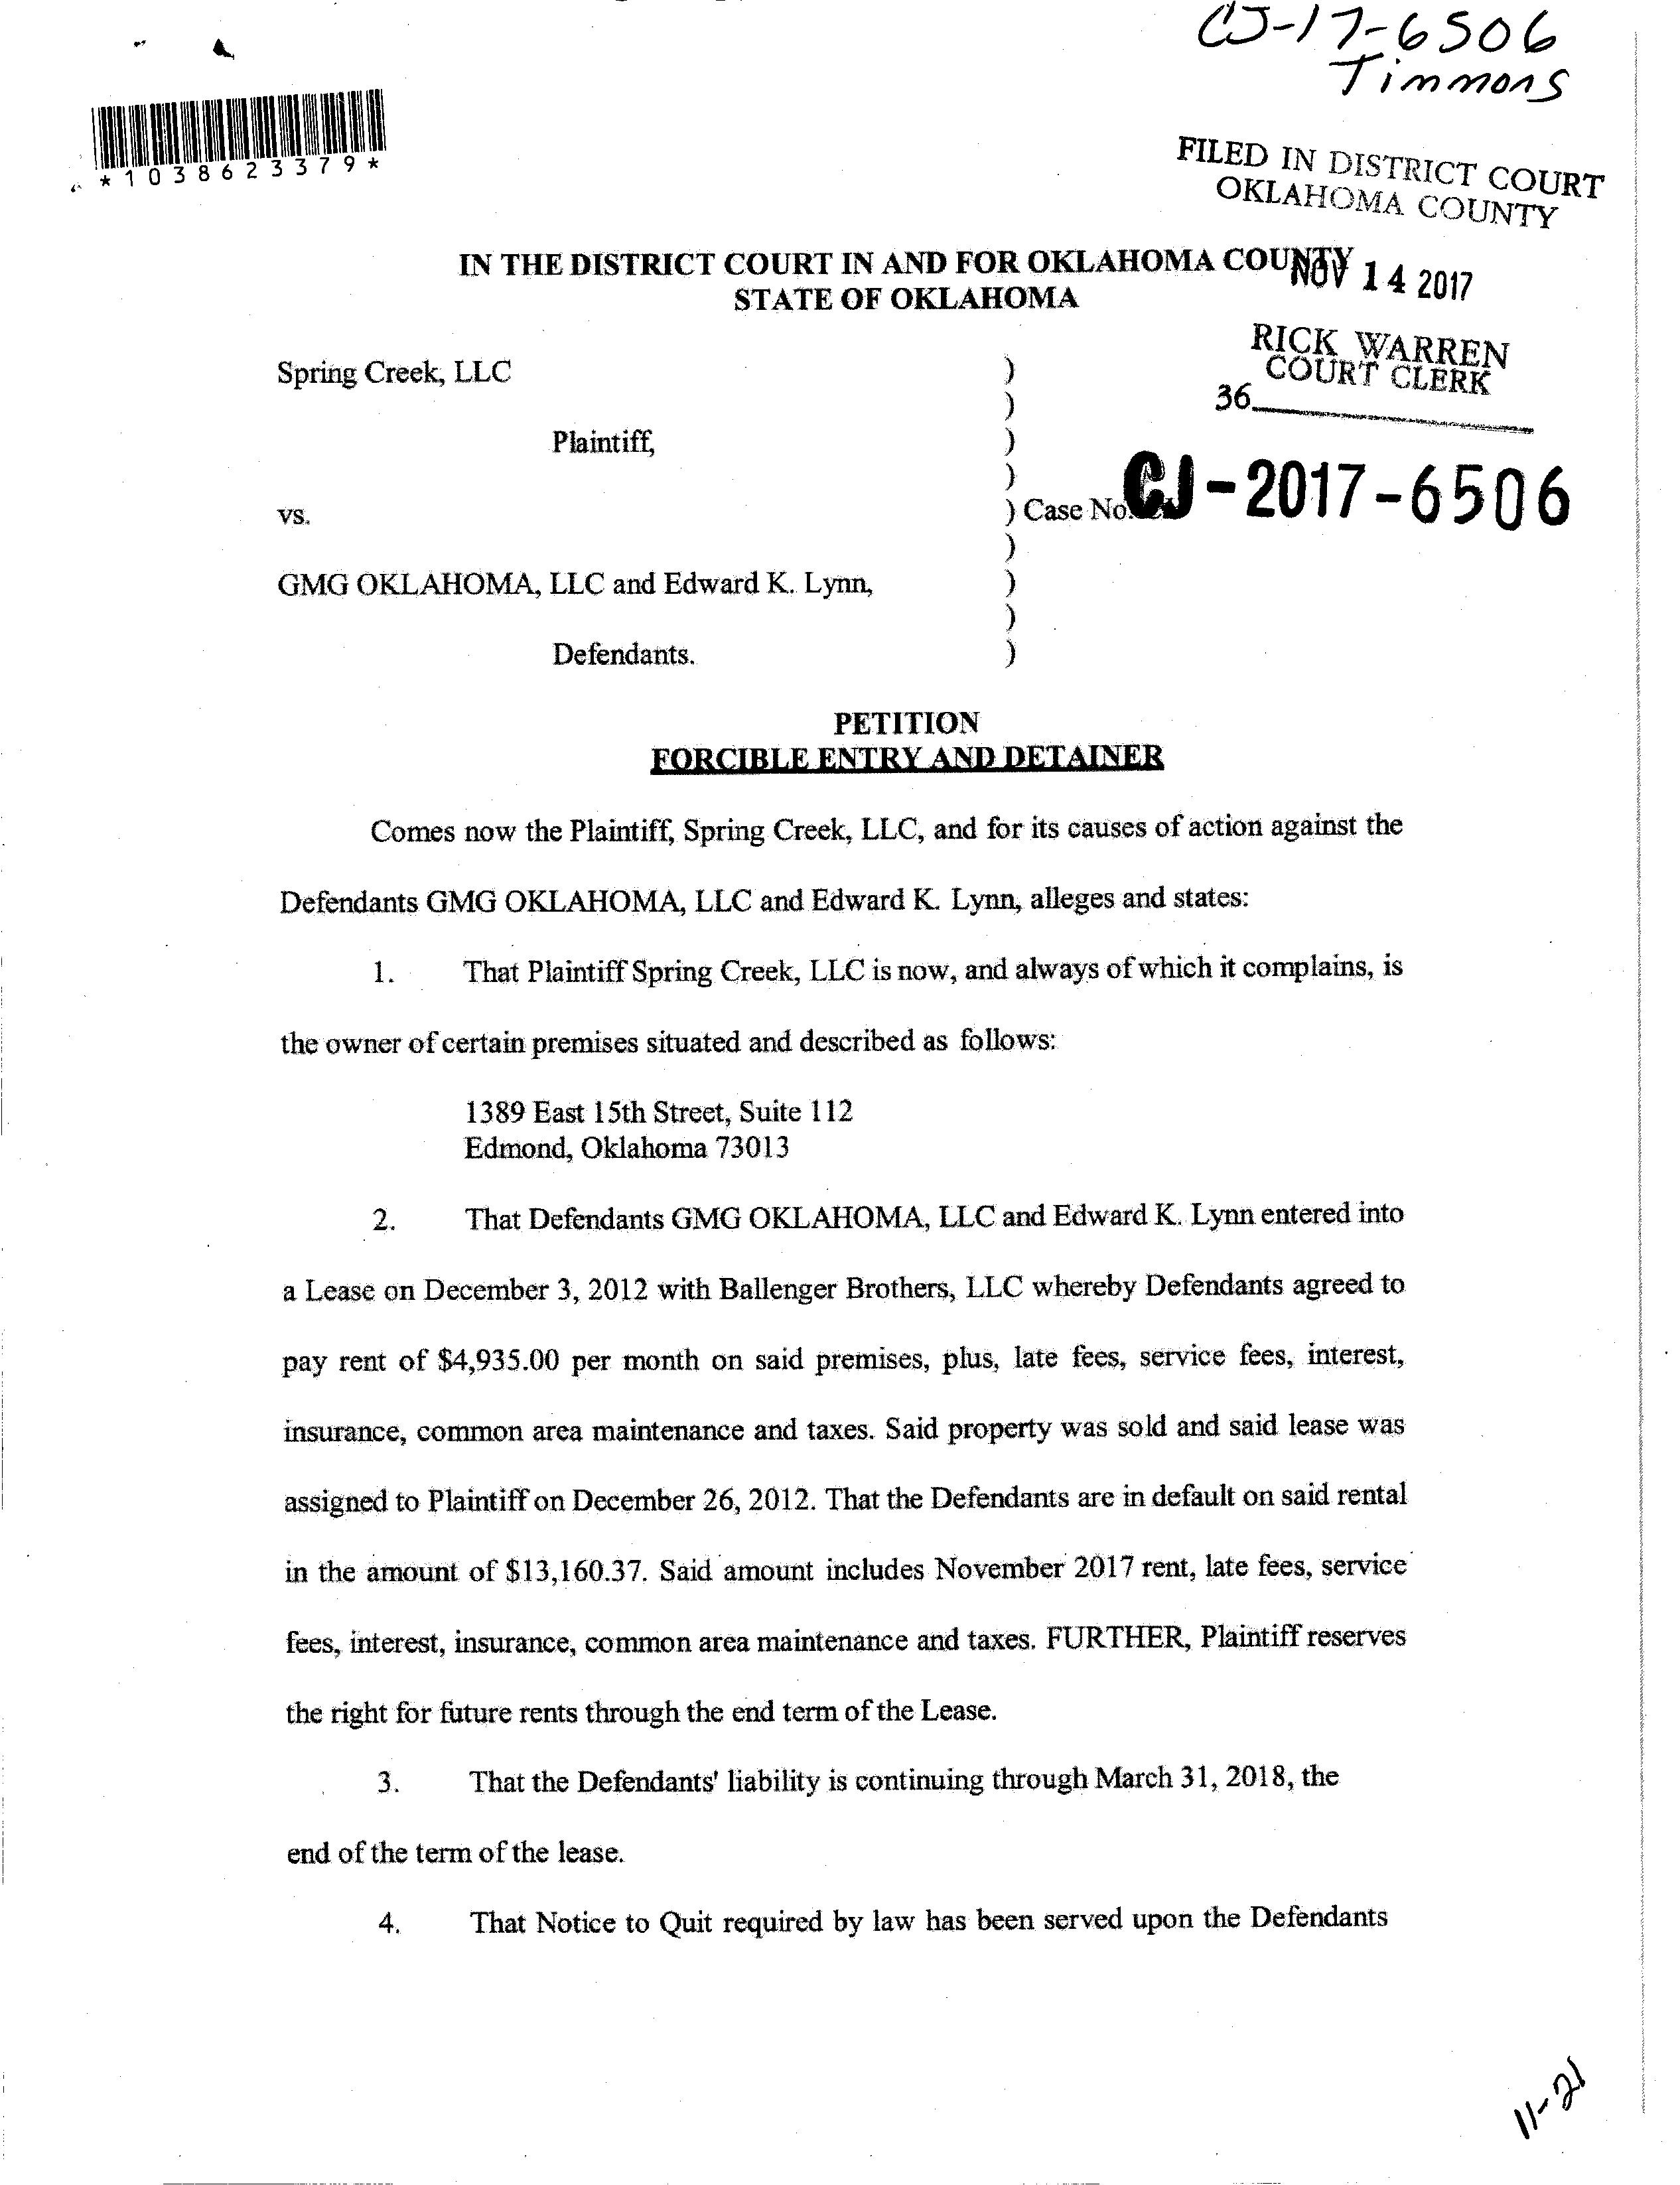 CJ-17-6506
Timmons
*1038623379*
FILED IN DISTRICT COURT
OKLAHOMA COUNTY
IN THE DISTRICT COURT IN AND FOR OKLAHOMA COUNTY
NOV 14 2017
STATE OF OKLAHOMA
RICK WARREN
COURT CLERK
36
Spring Creek, LLC )
)
Plaintiff, )
)
vs. ) Case No. CJ-2017-6506
)
GMG OKLAHOMA, LLC and Edward K. Lynn, )
)
Defendants. )
PETITION
FORCIBLE ENTRY AND DETAINER
Comes now the Plaintiff, Spring Creek, LLC, and for its causes of action against the
Defendants GMG OKLAHOMA, LLC and Edward K. Lynn, alleges and states:
1. That Plaintiff Spring Creek, LLC is now, and always of which it complains, is
the owner of certain premises situated and described as follows:
1389 East 15th Street, Suite 112
Edmond, Oklahoma 73013
2. That Defendants GMG OKLAHOMA, LLC and Edward K. Lynn entered into
a Lease on December 3, 2012 with Ballenger Brothers, LLC whereby Defendants agreed to
pay rent of $4,935.00 per month on said premises, plus, late fees, service fees, interest,
insurance, common area maintenance and taxes. Said property was sold and said lease was
assigned to Plaintiff on December 26, 2012. That the Defendants are in default on said rental
in the amount of $13,160.37. Said amount includes November 2017 rent, late fees, service
fees, interest, insurance, common area maintenance and taxes. FURTHER, Plaintiff reserves
the right for future rents through the end term of the Lease.
3. That the Defendants' liability is continuing through March 31, 2018, the
end of the term of the lease.
4. That Notice to Quit required by law has been served upon the Defendants
11-21